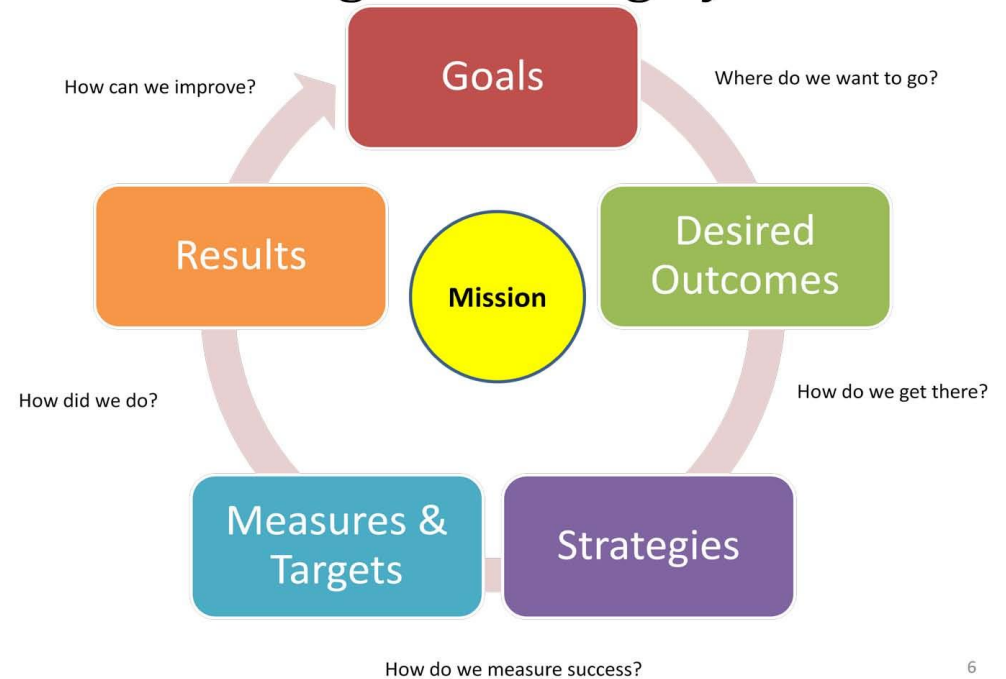 Goals
How can we improve?
Where do we want to go?
Results
Desired
Outcomes
Mission
How did we do?
How do we get there?
Measures &
Targets
Strategies
How do we measure success?
6